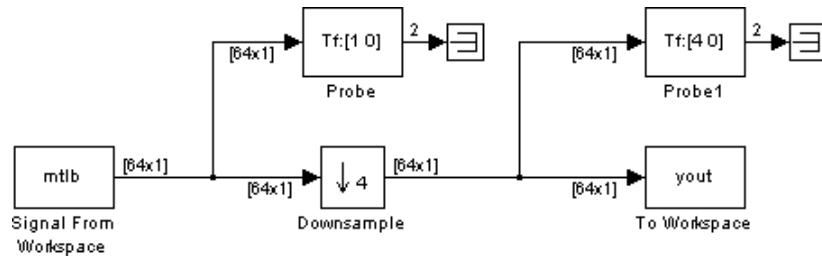 Tf:[1 0]
2
[64x1]
Probe
Tf:[4 0]
2
[64x1]
Probe1
mtlb
[64x1]
Signal From
Workspace
[64x1]
↓ 4
[64x1]
Downsample
[64x1]
yout
To Workspace